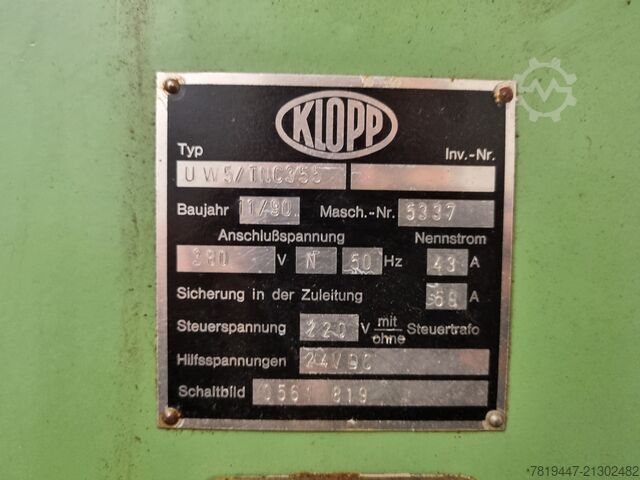 KLOPP
Typ Inv.-Nr.
UW5/TNC355
Baujahr 11/90. Masch.-Nr. 5337
Anschlußspannung Nennstrom
380 V N 50 Hz 43 A
Sicherung in der Zuleitung A
Steuerspannung 220 V mit/ohne Steuertrafo
Hilfsspannungen 24VDC
Schaltbild 819
7819447-21302482